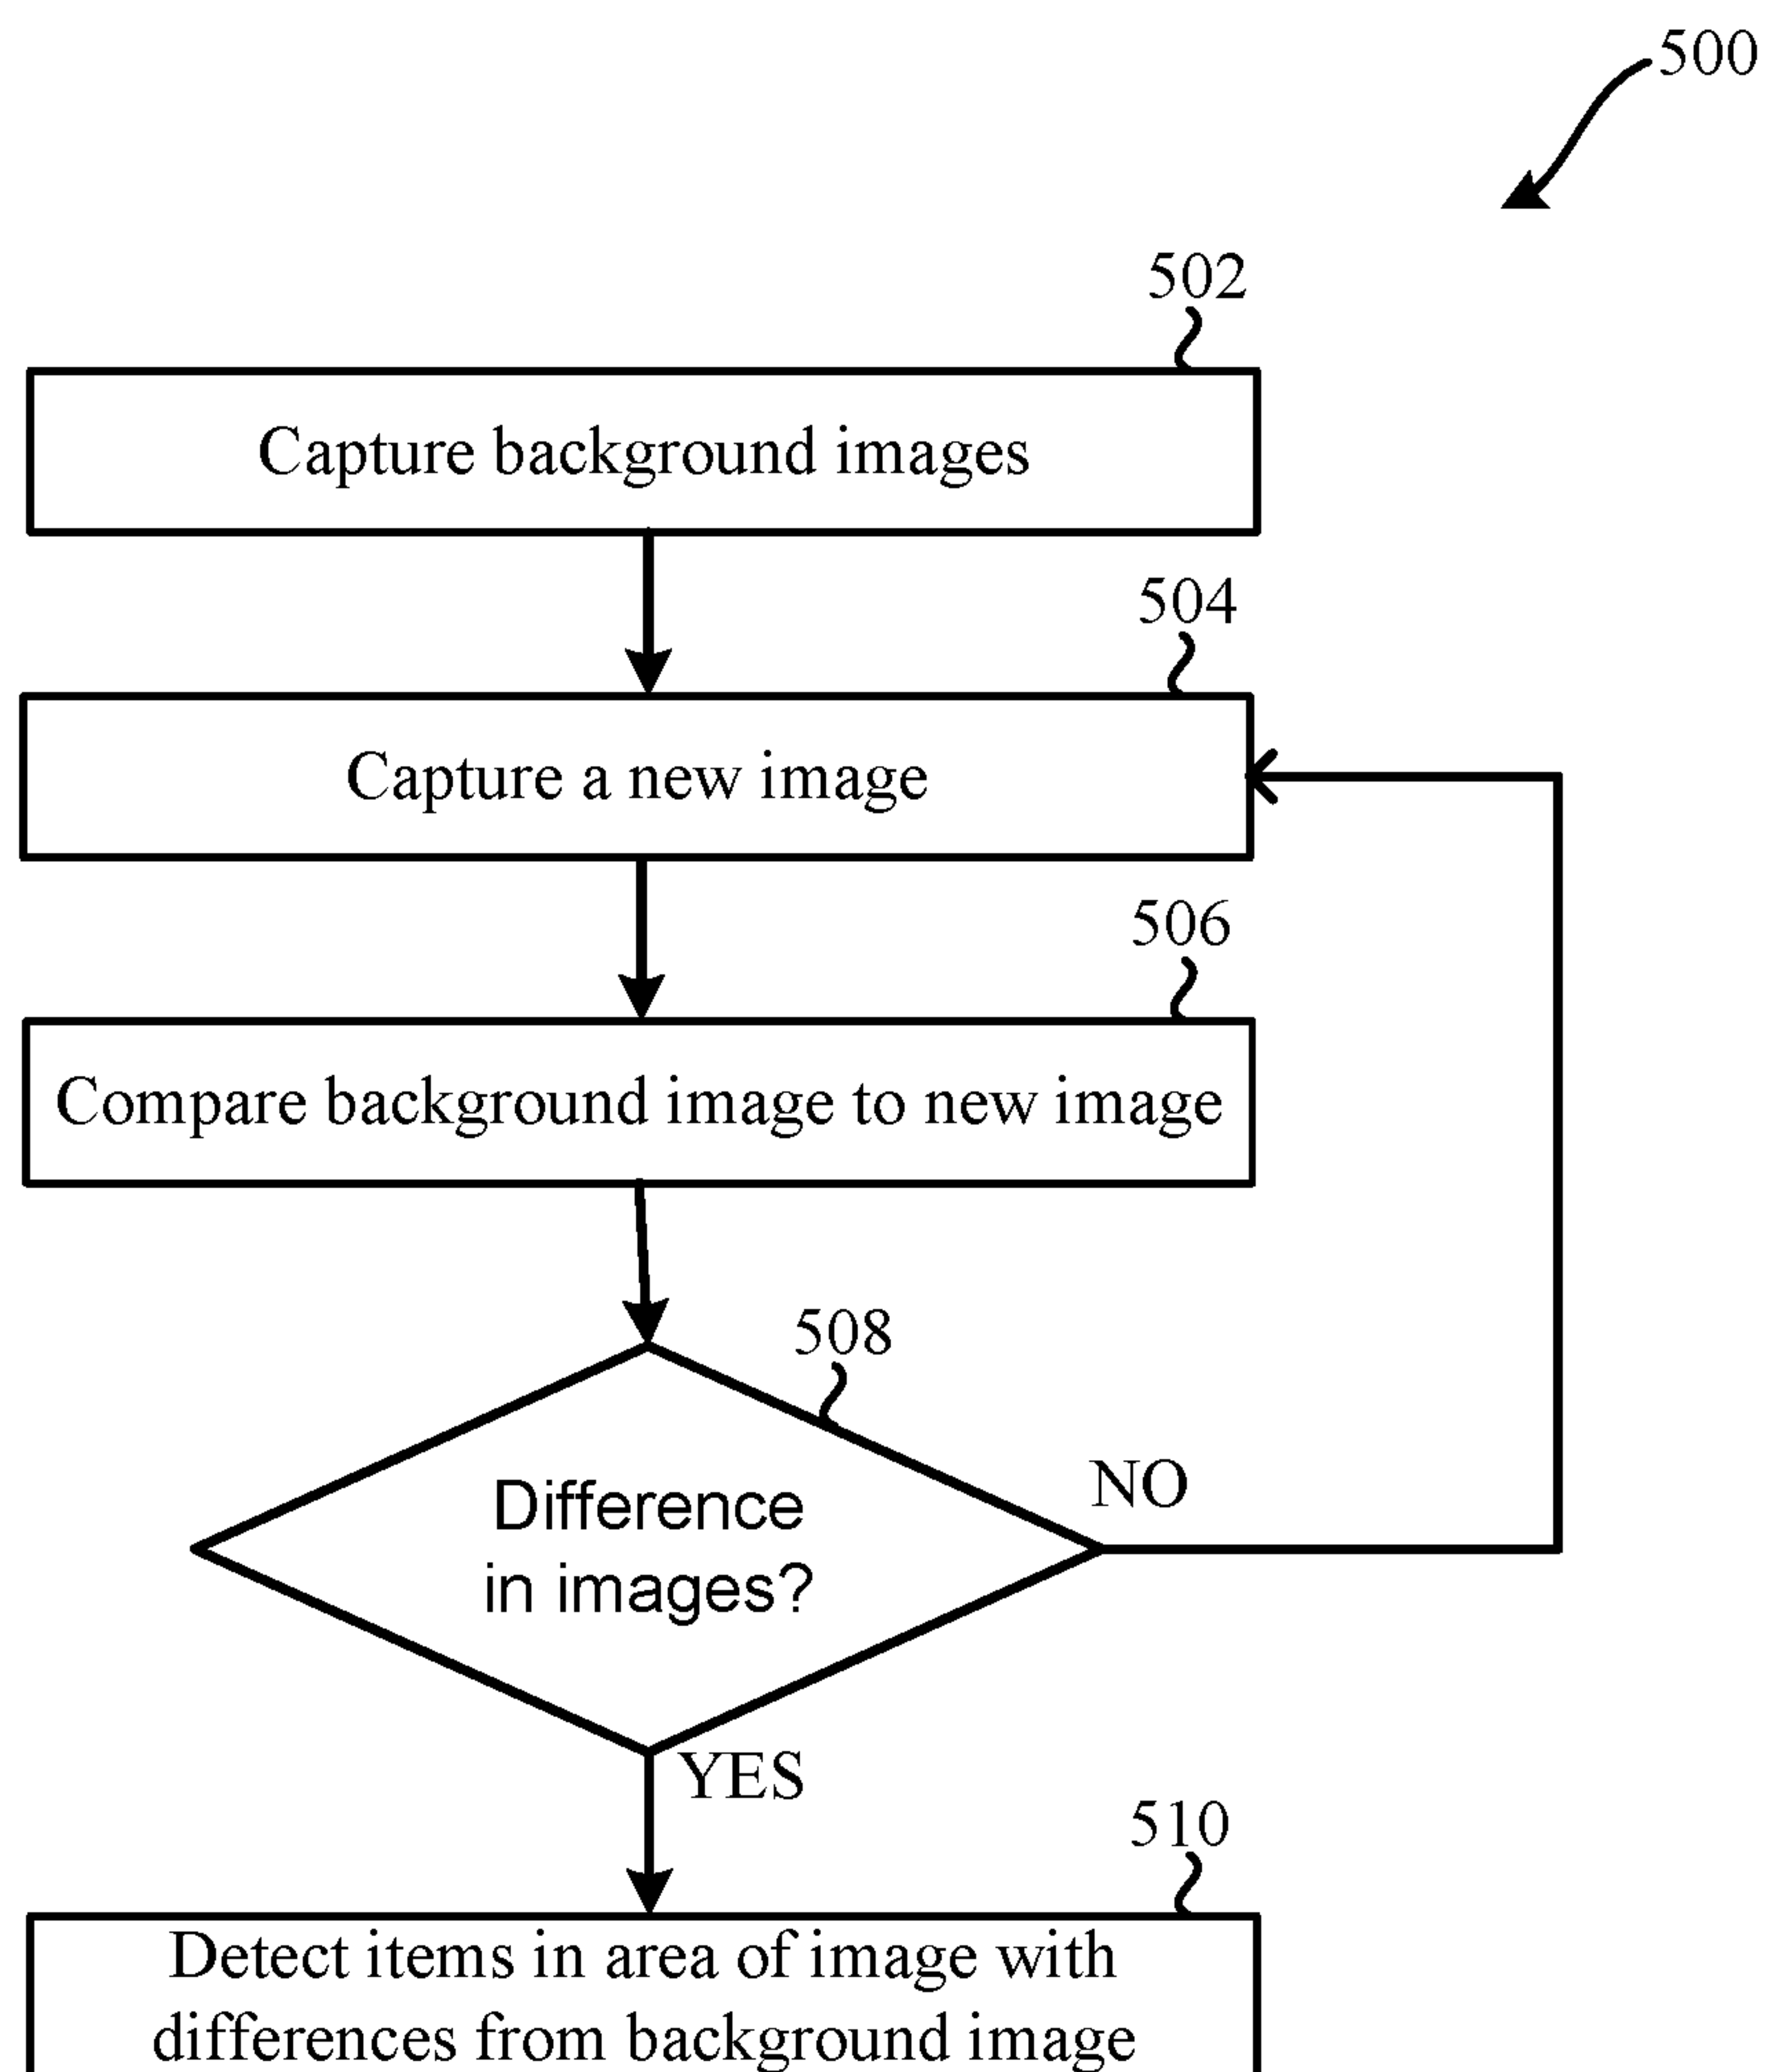 500
502
Capture background images
504
Capture a new image
506
Compare background image to new image
508
Difference
in images?
NO
YES
510
Detect items in area of image with
differences from background image